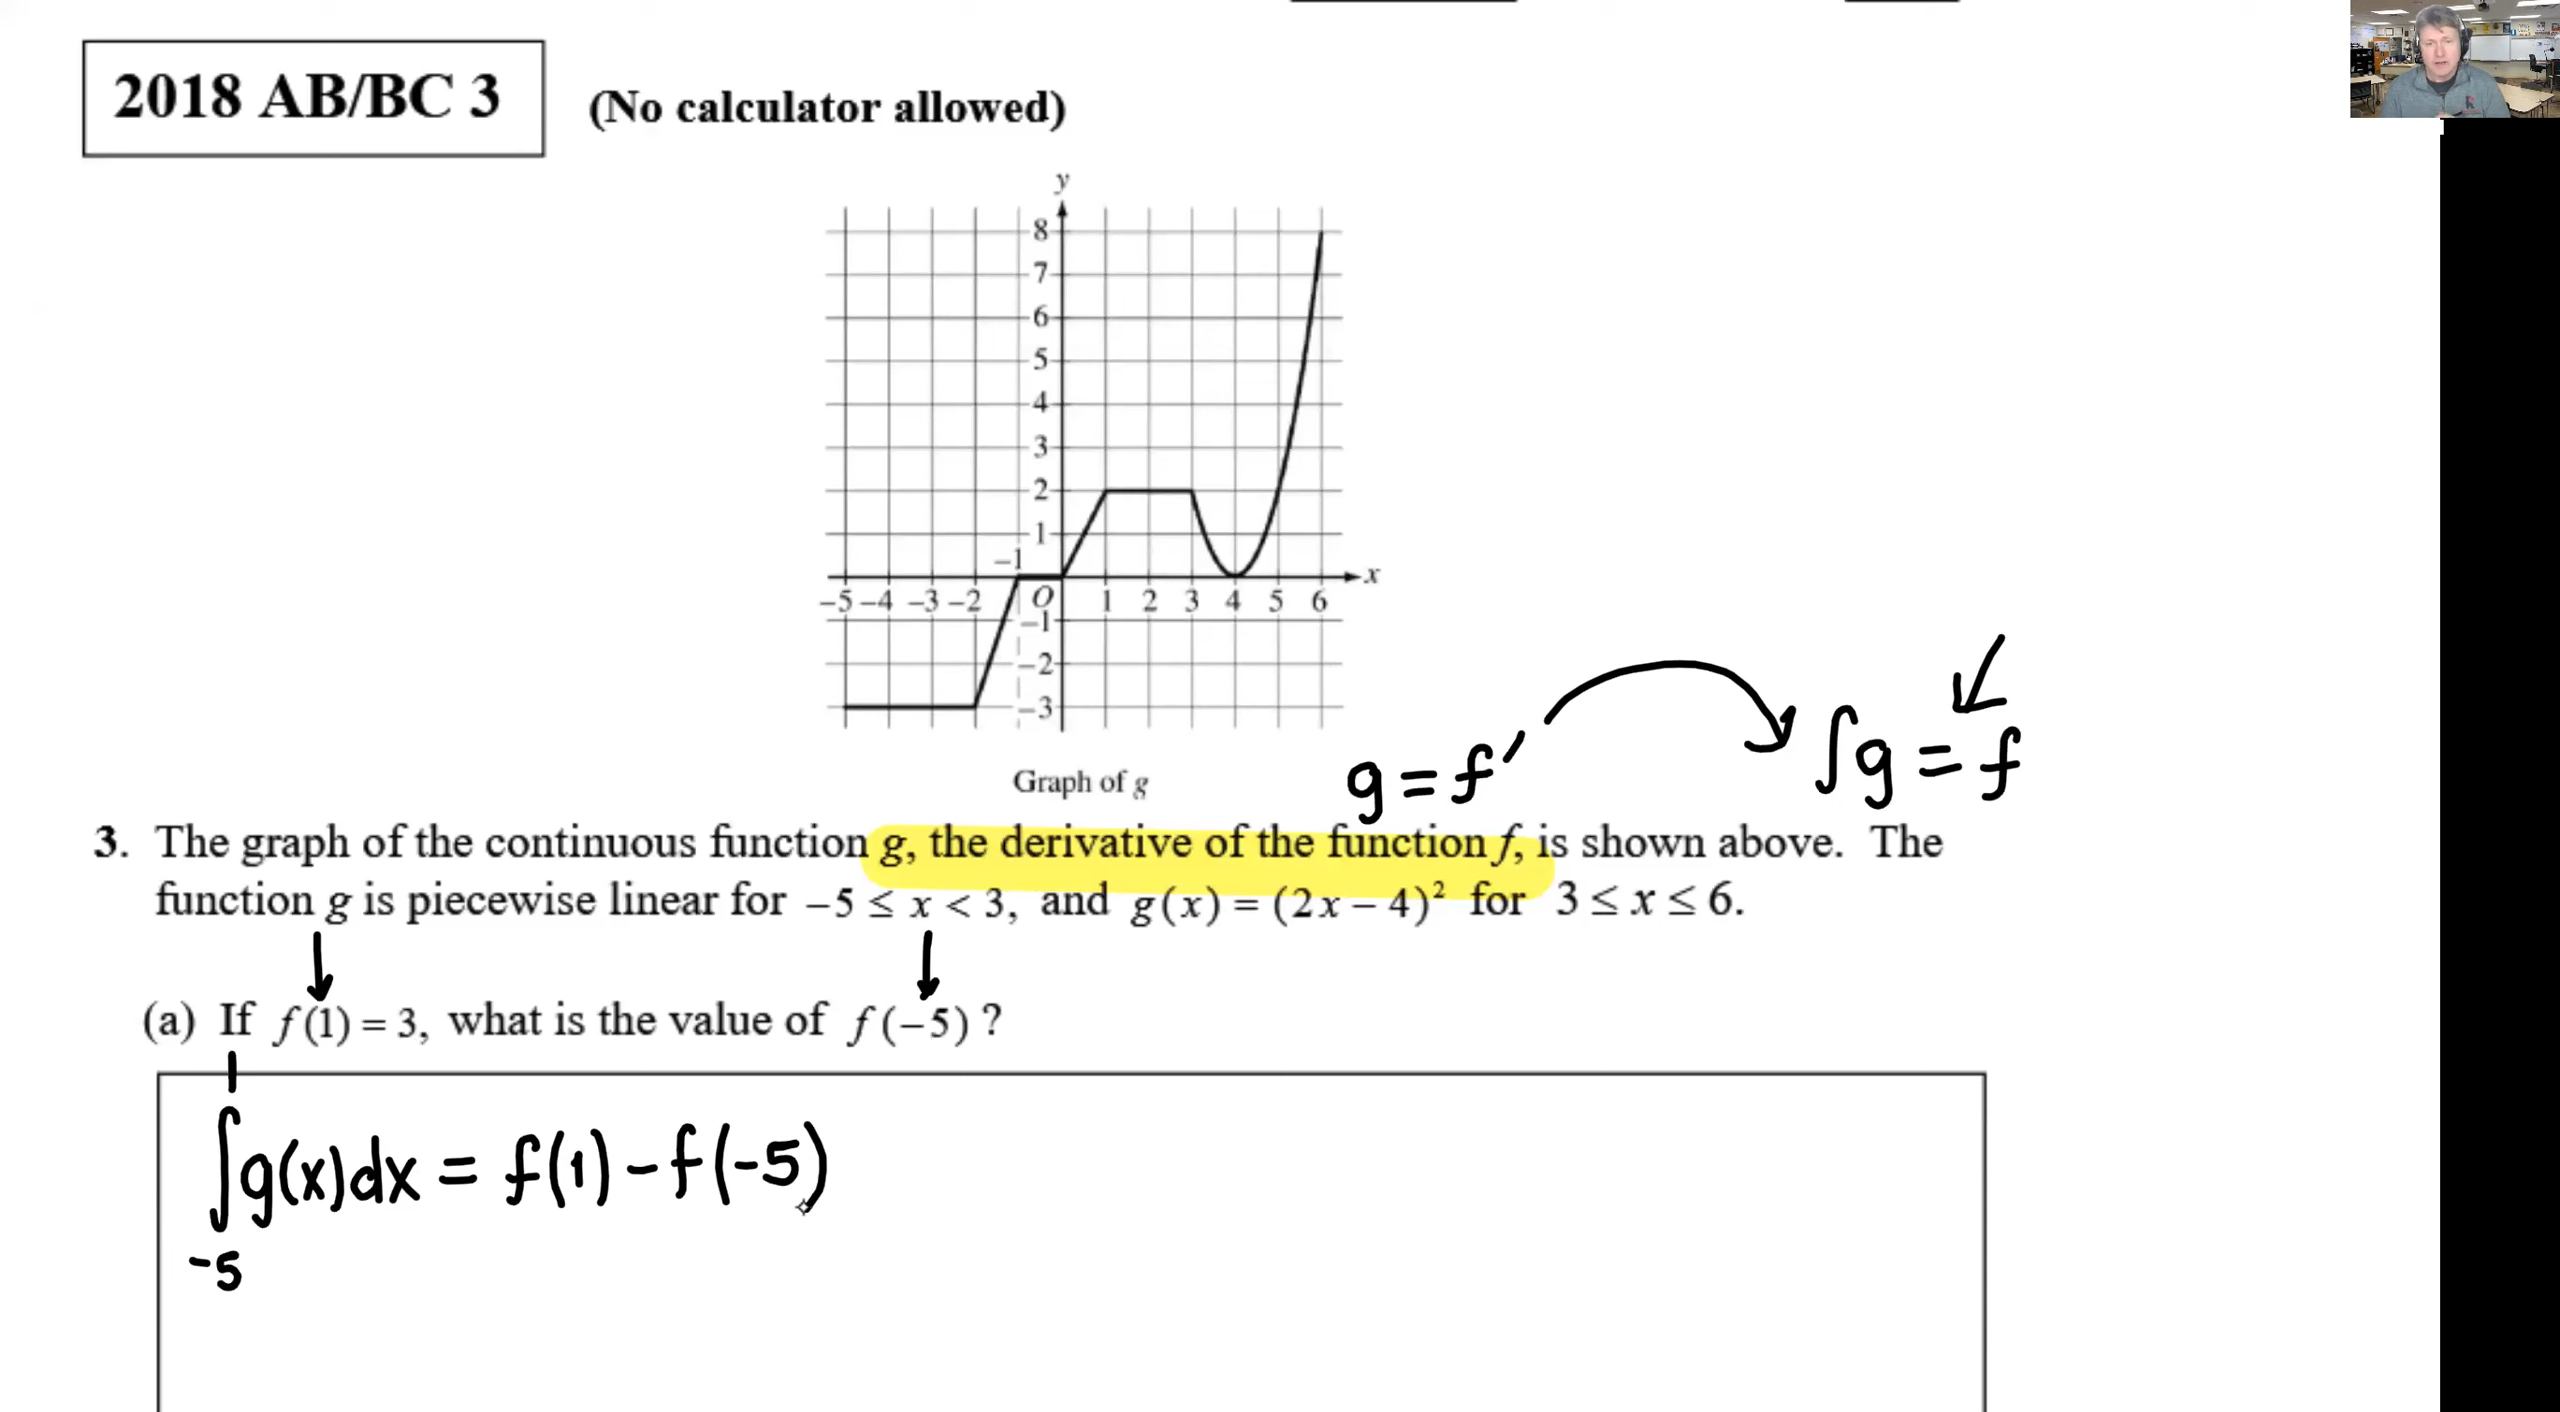 2018 AB/BC 3
(No calculator allowed)
y
8
7
6
5
4
3
2
1
-1
x
-5 -4 -3 -2 O 1 2 3 4 5 6
-1
-2
-3
Graph of g
g = f′
∫g = f
3. The graph of the continuous function g, the derivative of the function f, is shown above. The
function g is piecewise linear for −5 ≤ x < 3, and g(x) = (2x − 4)² for 3 ≤ x ≤ 6.
(a) If f(1) = 3, what is the value of f(−5) ?
1
∫g(x)dx = f(1) - f(-5)
-5